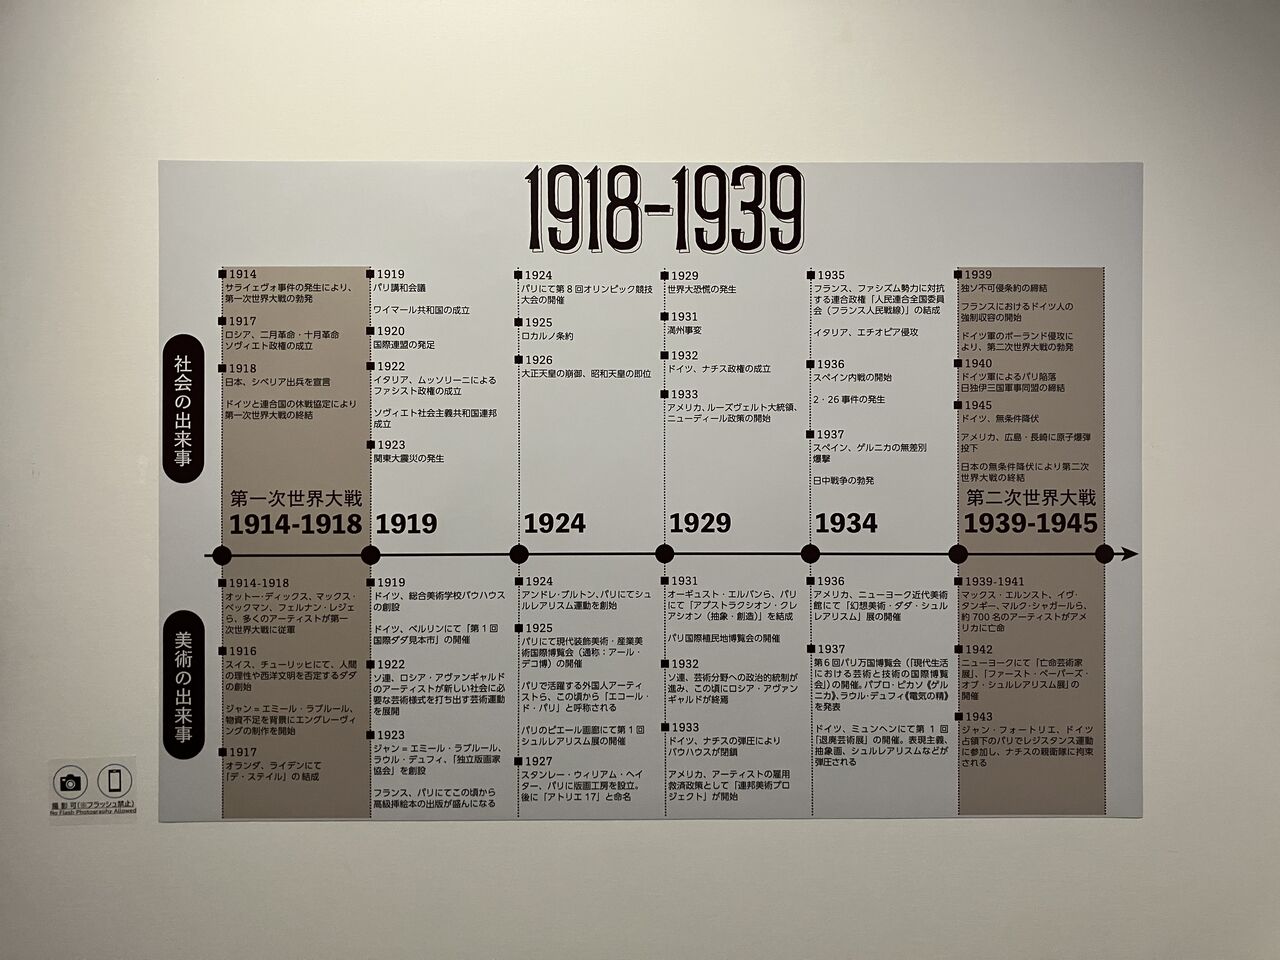 1918-1939
社会の出来事
1914
サライェヴォ事件の発生により、
第一次世界大戦の勃発
1917
ロシア、二月革命・十月革命
ソヴィエト政権の成立
1918
日本、シベリア出兵を宣言
ドイツと連合国の休戦協定により
第一次世界大戦の終結
第一次世界大戦
1914-1918
1919
パリ講和会議
ワイマール共和国の成立
1920
国際連盟の発足
1922
イタリア、ムッソリーニによる
ファシスト政権の成立
ソヴィエト社会主義共和国連邦
成立
1923
関東大震災の発生
1919
1924
パリにて第8回オリンピック競技
大会の開催
1925
ロカルノ条約
1926
大正天皇の崩御、昭和天皇の即位
1924
1929
世界大恐慌の発生
1931
満州事変
1932
ドイツ、ナチス政権の成立
1933
アメリカ、ルーズヴェルト大統領、
ニューディール政策の開始
1929
1935
フランス、ファシズム勢力に対抗
する連合政権「人民連合全国委員
会（フランス人民戦線）」の結成
イタリア、エチオピア侵攻
1936
スペイン内戦の開始
2・26事件の発生
1937
スペイン、ゲルニカの無差別
爆撃
日中戦争の勃発
1934
1939
独ソ不可侵条約の締結
フランスにおけるドイツ人の
強制収容の開始
ドイツ軍のポーランド侵攻に
より、第二次世界大戦の勃発
1940
ドイツ軍によるパリ陥落
日独伊三国軍事同盟の締結
1945
ドイツ、無条件降伏
アメリカ、広島・長崎に原子爆弾
投下
日本の無条件降伏により第二次
世界大戦の終結
第二次世界大戦
1939-1945
美術の出来事
1914-1918
オットー・ディックス、マックス・
ベックマン、フェルナン・レジェ
ら、多くのアーティストが第一
次世界大戦に従軍
1916
スイス、チューリッヒにて、人間
の理性や西洋文明を否定するダダ
の創始
ジャン＝エミール・ラブルール、
物資不足を背景にエングレーヴィ
ングの制作を開始
1917
オランダ、ライデンにて
「デ・ステイル」の結成
1919
ドイツ、総合美術学校バウハウス
の創設
ドイツ、ベルリンにて「第1回
国際ダダ見本市」の開催
1922
ソ連、ロシア・アヴァンギャルド
のアーティストが新しい社会に必
要な芸術様式を打ち出す芸術運動
を展開
1923
ジャン＝エミール・ラブルール、
ラウル・デュフィ、「独立版画家
協会」を創設
フランス、パリにてこの頃から
高級挿絵本の出版が盛んになる
1924
アンドレ・ブルトン、パリにてシュ
ルレアリスム運動を創始
1925
パリにて現代装飾美術・産業美
術国際博覧会（通称：アール・
デコ博）の開催
パリで活躍する外国人アーティ
ストら、この頃から「エコール・
ド・パリ」と呼称される
パリのピエール画廊にて第1回
シュルレアリスム展の開催
1927
スタンレー・ウィリアム・ヘイ
ター、パリに版画工房を設立。
後に「アトリエ17」と命名
1931
オーギュスト・エルバンら、パリ
にて「アブストラクシオン・クレ
アシオン（抽象・創造）」を結成
パリ国際植民地博覧会の開催
1932
ソ連、芸術分野への政治的統制が
進み、この頃にロシア・アヴァン
ギャルドが終焉
1933
ドイツ、ナチスの弾圧により
バウハウスが閉鎖
アメリカ、アーティストの雇用
救済政策として「連邦美術プロ
ジェクト」が開始
1936
アメリカ、ニューヨーク近代美術
館にて「幻想美術・ダダ・シュル
レアリスム」展の開催
1937
第6回パリ万国博覧会（「現代生活
における芸術と技術の国際博覧
会」）の開催。パブロ・ピカソ《ゲル
ニカ》、ラウル・デュフィ《電気の精》
を発表
ドイツ、ミュンヘンにて第1回
「退廃芸術展」の開催。表現主義、
抽象画、シュルレアリスムなどが
弾圧される
1939-1941
マックス・エルンスト、イヴ・
タンギー、マルク・シャガールら、
約700名のアーティストがアメ
リカに亡命
1942
ニューヨークにて「亡命芸術家
展」、「ファースト・ペーパーズ・
オブ・シュルレアリスム展」の
開催
1943
ジャン・フォートリエ、ドイツ
占領下のパリでレジスタンス運動
に参加し、ナチスの親衛隊に拘束
される
撮影可(※フラッシュ禁止)
No Flash Photography Allowed